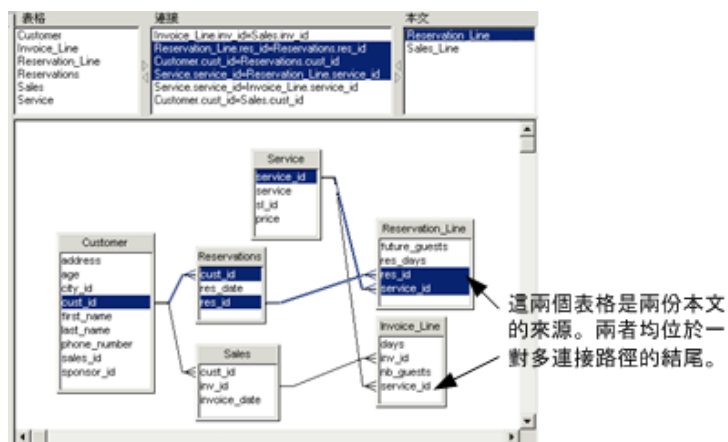 表格
Customer
Invoice_Line
Reservation_Line
Reservations
Sales
Service
連接
Invoice_Line.inv_id=Sales.inv_id
Reservation_Line.res_id=Reservations.res_id
Customer.cust_id=Reservations.cust_id
Service.service_id=Reservation_Line.service_id
Service.service_id=Invoice_Line.service_id
Customer.cust_id=Sales.cust_id
本文
Reservation_Line
Sales_Line
Service
service_id
service
sl_id
price
Customer
address
age
city_id
cust_id
first_name
last_name
phone_number
sales_id
sponsor_id
Reservations
cust_id
res_date
res_id
Sales
cust_id
inv_id
invoice_date
Reservation_Line
future_guests
res_days
res_id
service_id
Invoice_Line
days
inv_id
nb_guests
service_id
這兩個表格是兩份本文
的來源。兩者均位於一
對多連接路徑的結尾。